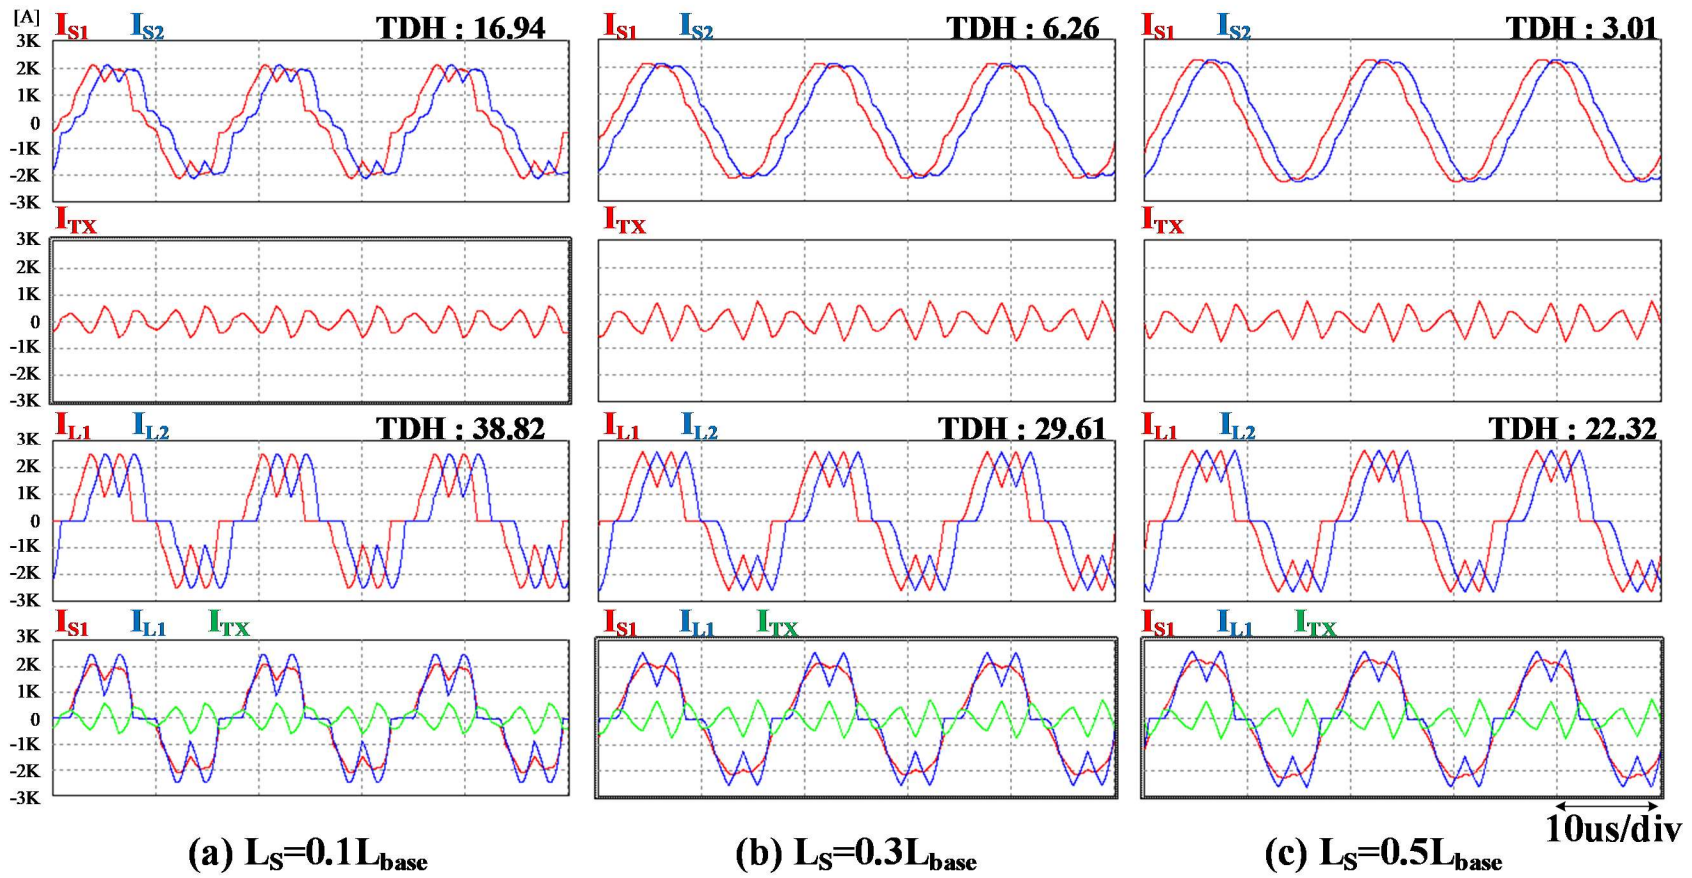 [A]
I_S1 I_S2 TDH : 16.94
I_S1 I_S2 TDH : 6.26
I_S1 I_S2 TDH : 3.01
3K
2K
1K
0
-1K
-2K
-3K
I_TX
I_TX
I_TX
3K
2K
1K
0
-1K
-2K
-3K
I_L1 I_L2 TDH : 38.82
I_L1 I_L2 TDH : 29.61
I_L1 I_L2 TDH : 22.32
3K
2K
1K
0
-1K
-2K
-3K
I_S1 I_L1 I_TX
I_S1 I_L1 I_TX
I_S1 I_L1 I_TX
3K
2K
1K
0
-1K
-2K
-3K
10us/div
(a) L_S=0.1L_base
(b) L_S=0.3L_base
(c) L_S=0.5L_base